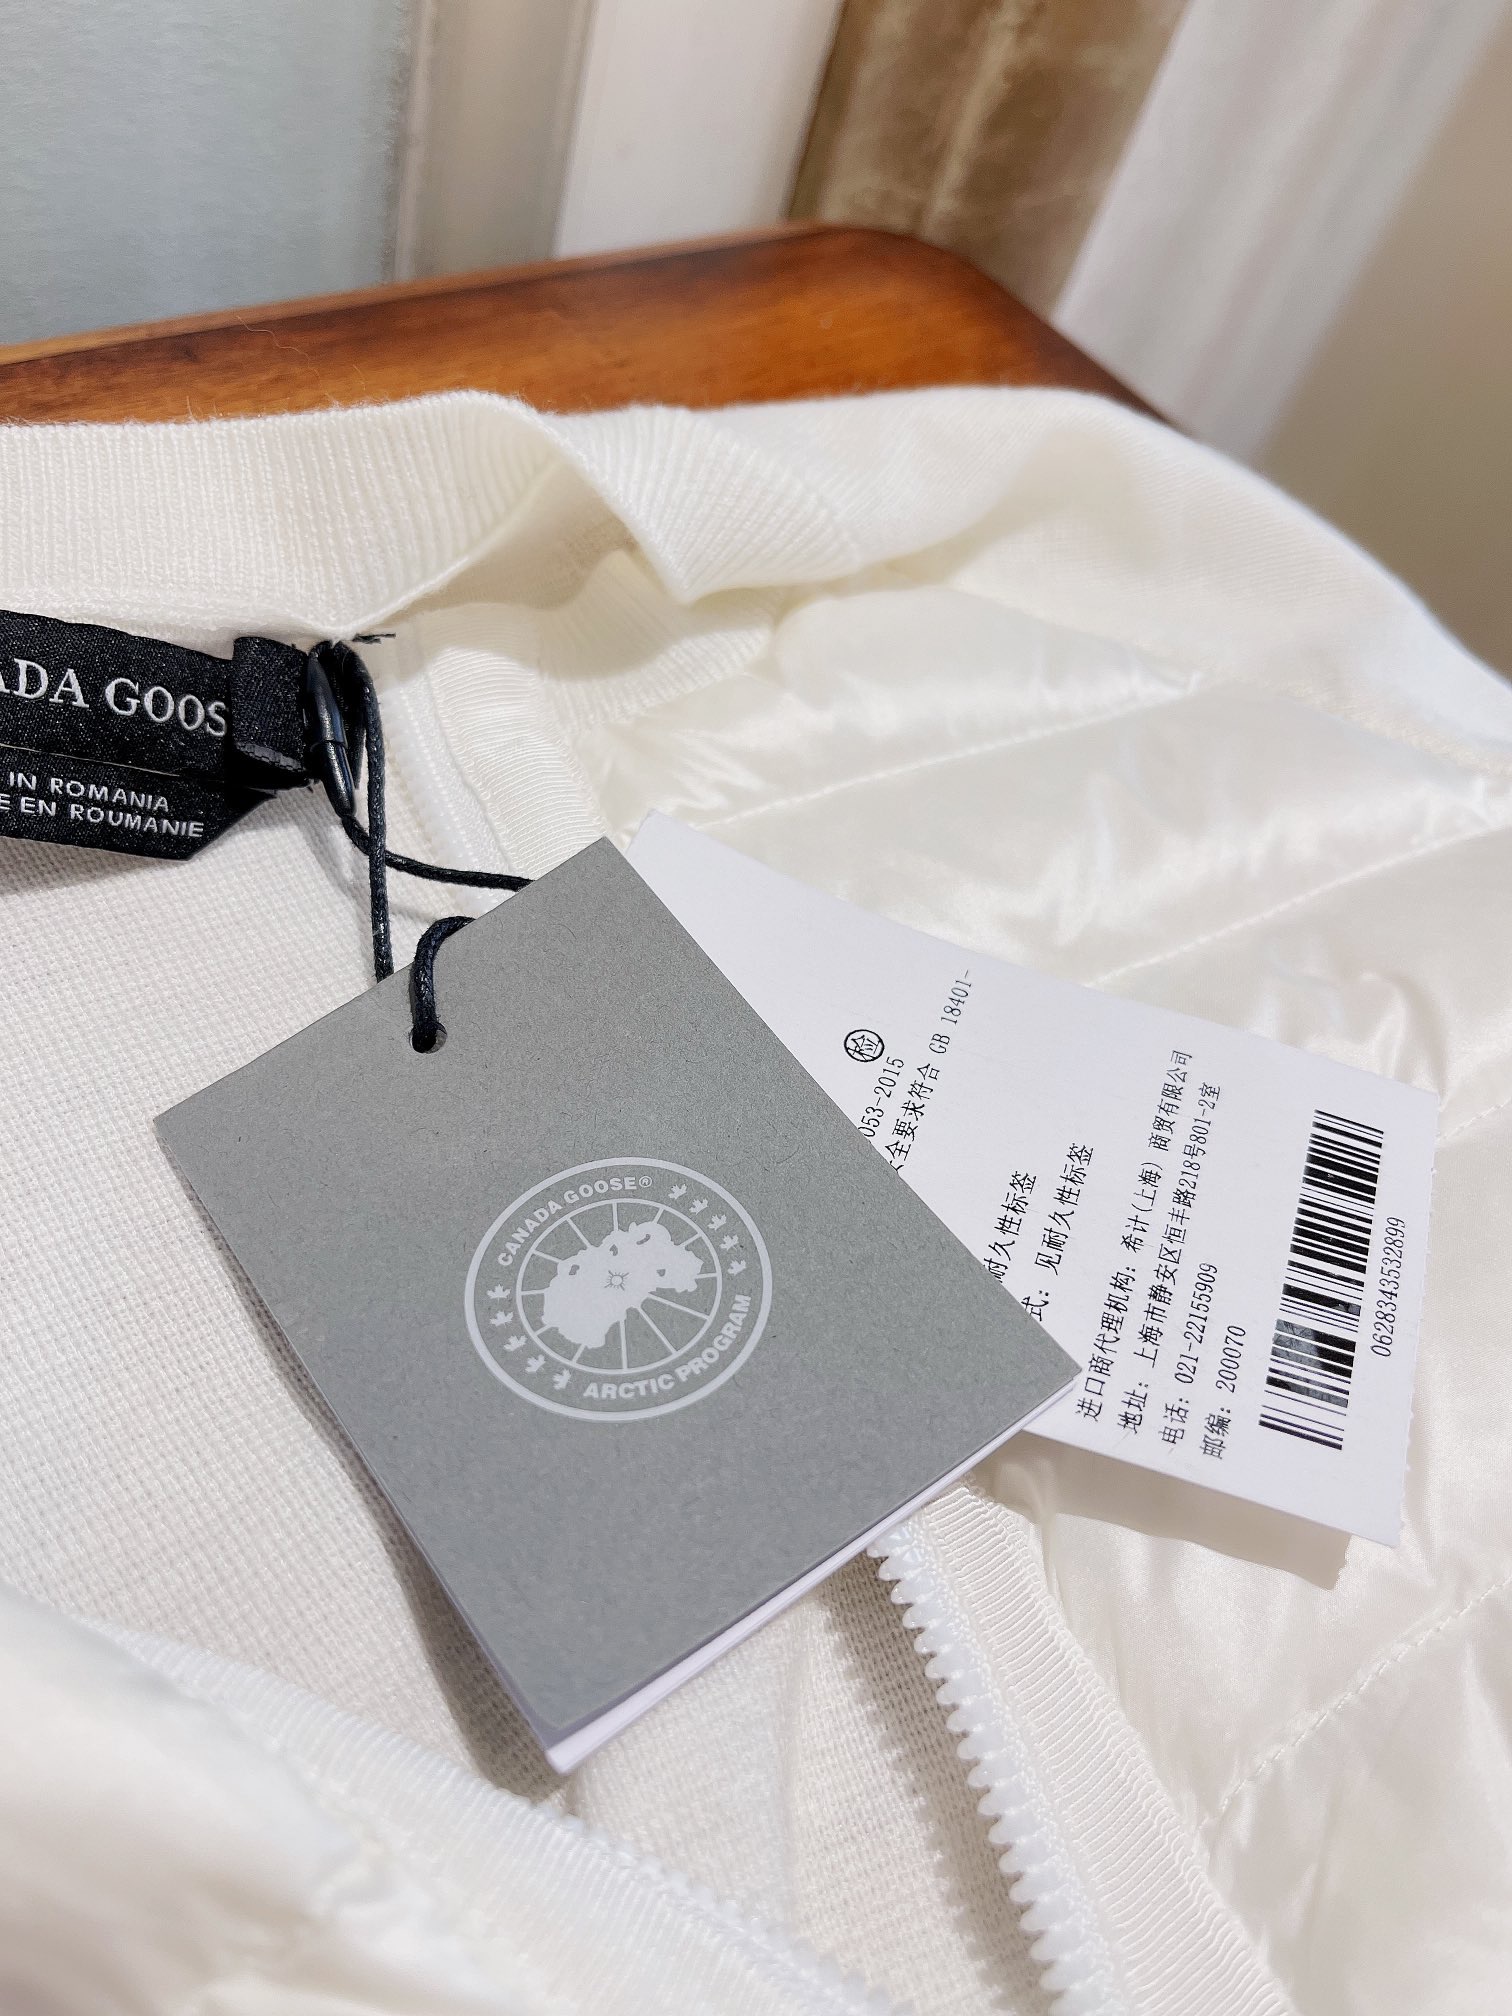 ADA GOOS
IN ROMANIA
E EN ROUMANIE
CANADA GOOSE®
ARCTIC PROGRAM
检
053-2015
全要求符合 GB 18401-
耐久性标签
式: 见耐久性标签
进口商代理机构: 希计(上海) 商贸有限公司
地址: 上海市静安区恒丰路218号801-2室
电话: 021-22155909
邮编: 200070
0628343532899